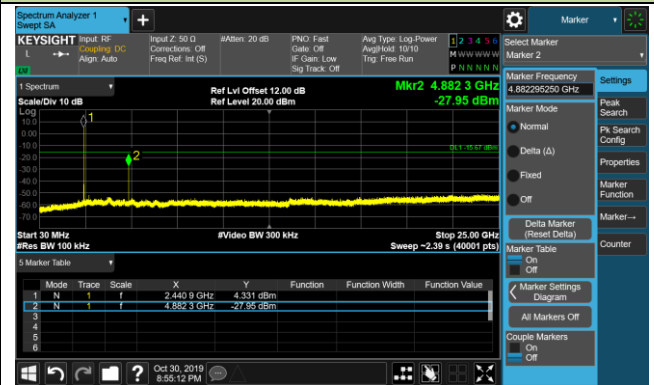 Spectrum Analyzer 1
Swept SA
Marker
KEYSIGHT
Input: RF
Coupling: DC
Align: Auto
Input Z: 50 Ω
Corrections: Off
Freq Ref: Int (S)
#Atten: 20 dB
PNO: Fast
Gate: Off
IF Gain: Low
Sig Track: Off
Avg Type: Log-Power
Avg|Hold: 10/10
Trig: Free Run
1 2 3 4 5 6
M W W W W W
P N N N N N
Select Marker
Marker 2
1 Spectrum
Scale/Div 10 dB
Ref Lvl Offset 12.00 dB
Ref Level 20.00 dBm
Mkr2 4.882 3 GHz
-27.95 dBm
Log
10.0
0.00
-10.0
-20.0
-30.0
-40.0
-50.0
-60.0
-70.0
1
2
DL1 -15.67 dBm
Start 30 MHz
#Res BW 100 kHz
#Video BW 300 kHz
Stop 25.00 GHz
Sweep ~2.39 s (40001 pts)
5 Marker Table
Mode Trace Scale X Y Function Function Width Function Value
1 N 1 f 2.440 9 GHz 4.331 dBm
2 N 1 f 4.882 3 GHz -27.95 dBm
3
4
5
6
Marker Frequency
4.882295250 GHz
Marker Mode
Normal
Delta (Δ)
Fixed
Off
Delta Marker
(Reset Delta)
Marker Table
On
Off
Marker Settings
Diagram
All Markers Off
Couple Markers
On
Off
Settings
Peak
Search
Pk Search
Config
Properties
Marker
Function
Marker→
Counter
Oct 30, 2019
8:55:12 PM